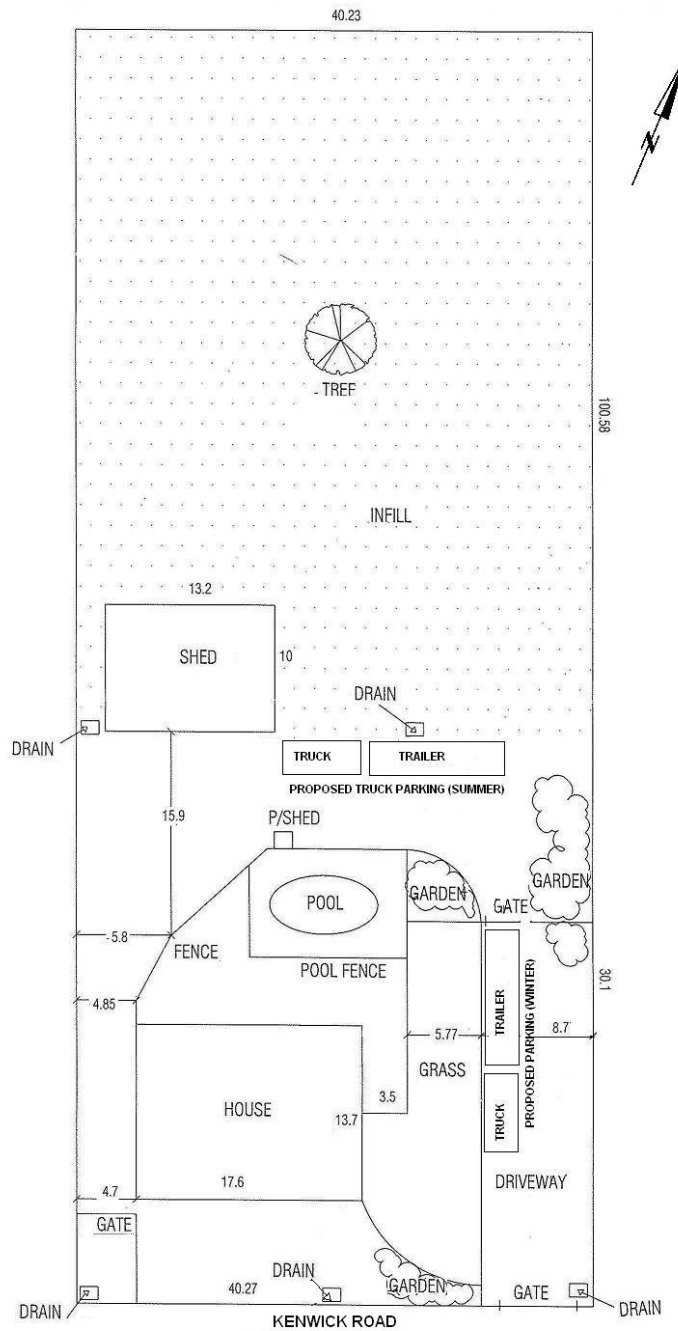 40.23
N
TREF
100.58
INFILL
13.2
SHED
10
DRAIN
DRAIN
TRUCK
TRAILER
PROPOSED TRUCK PARKING (SUMMER)
15.9
P/SHED
POOL
GARDEN
GARDEN
GATE
5.8
FENCE
POOL FENCE
4.85
30.1
TRAILER
PROPOSED PARKING (WINTER)
5.77
8.7
GRASS
3.5
HOUSE
13.7
TRUCK
DRIVEWAY
4.7
17.6
GATE
DRAIN
40.27
GARDEN
GATE
DRAIN
DRAIN
KENWICK ROAD